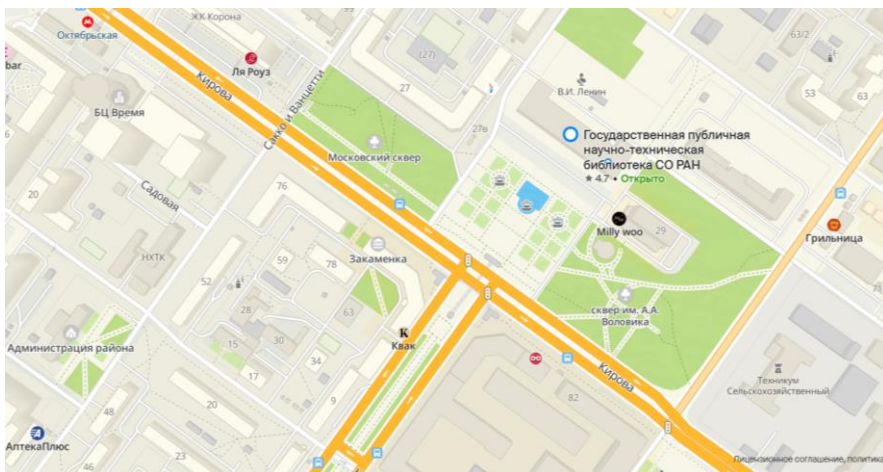 ЖК Корона
Октябрьская
Ля Роуз
bar
Кирова
(27)
27
63/2
В.И. Ленин
53
63
БЦ Время
Сакко и Ванцетти
27в
Государственная публичная
научно-техническая
библиотека СО РАН
4.7 • Открыто
Московский сквер
20
Садовая
76
Milly woo
29
Грильница
Закаменка
НХТК
52
59
78
71
28
63
сквер им. А.А.
Воловика
Администрация района
15
30
34
К
Квак
17
Кирова
Техникум
Сельскохозяйственный
48
20
9
82
АптекаПлюс
46
23
Лицензионное соглашение, политика